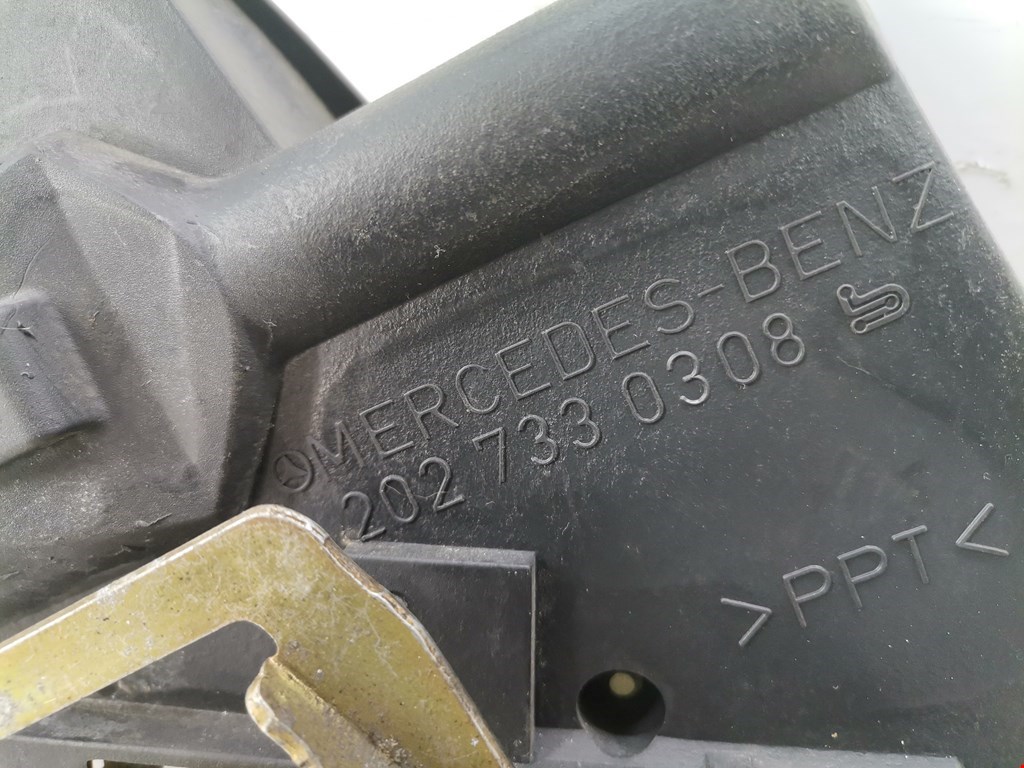 MERCEDES-BENZ
202 733 0308
>PPT<